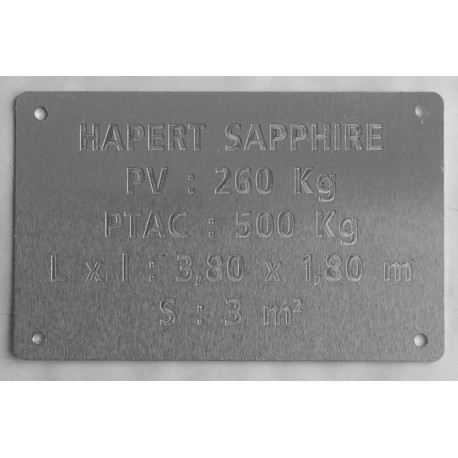 HAPERT SAPPHIRE
PV : 260 Kg
PTAC : 500 Kg
L x l : 3,80 x 1,80 m
S : 3 m²